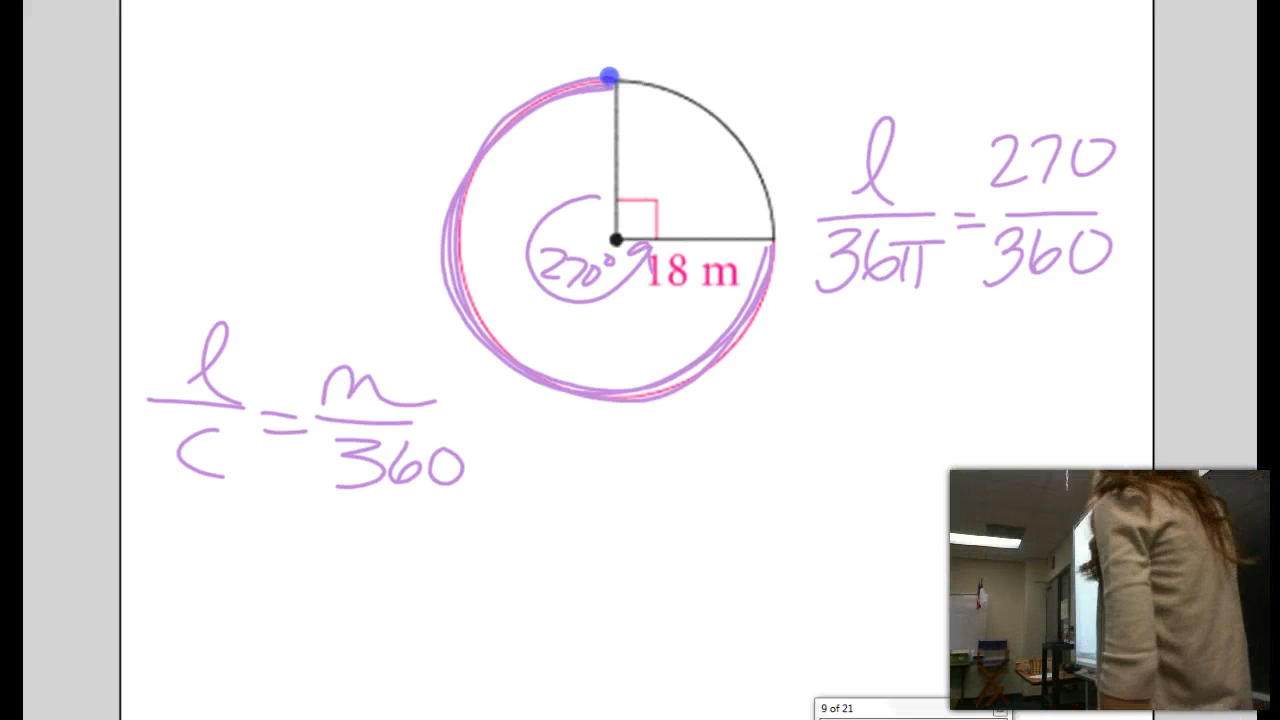 l/36π = 270/360
270°
18 m
l/c = m/360
9 of 21